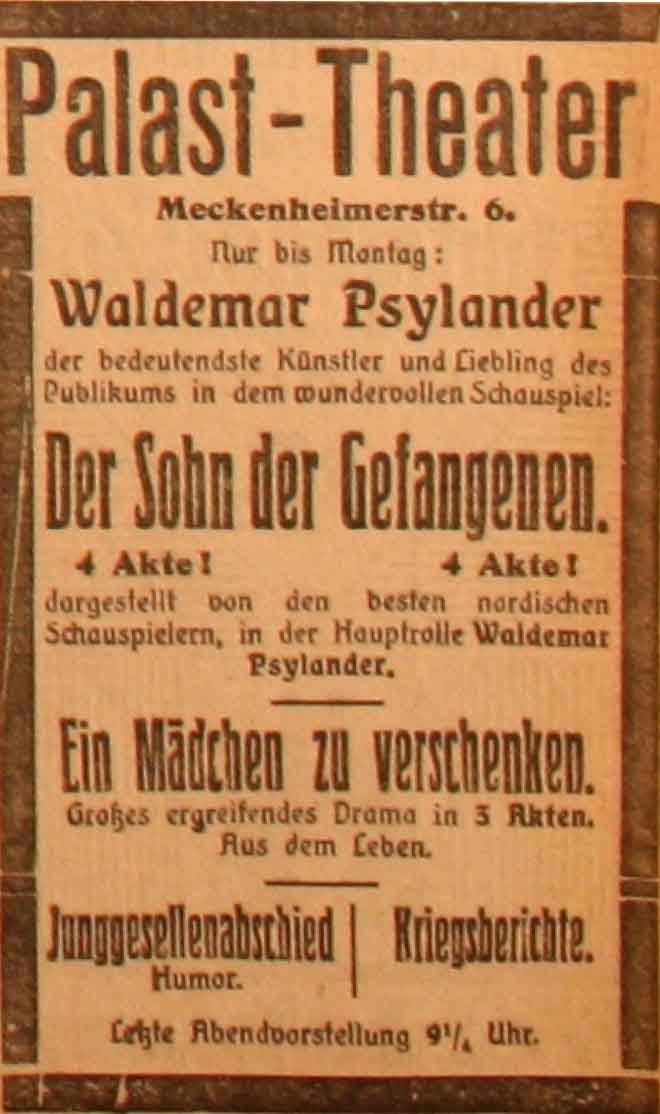 Palast-Theater
Meckenheimerstr. 6.
Nur bis Montag:
Waldemar Psylander
der bedeutendste Künstler und Liebling des
Publikums in dem wundervollen Schauspiel:
Der Sohn der Gefangenen.
4 Akte! 4 Akte!
dargestellt von den besten nordischen
Schauspielern, in der Hauptrolle Waldemar
Psylander.
Ein Mädchen zu verschenken.
Großes ergreifendes Drama in 3 Akten.
Aus dem Leben.
Junggesellenabschied | Kriegsberichte.
Humor.
Letzte Abendvorstellung 9¹/₄ Uhr.